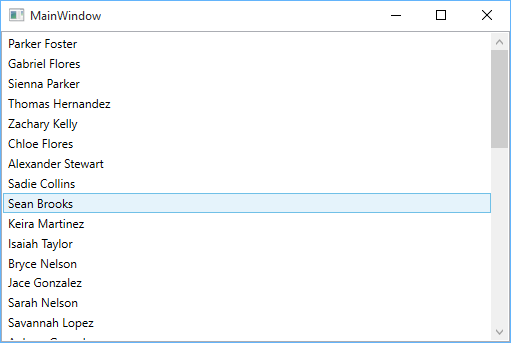 MainWindow
Parker Foster
Gabriel Flores
Sienna Parker
Thomas Hernandez
Zachary Kelly
Chloe Flores
Alexander Stewart
Sadie Collins
Sean Brooks
Keira Martinez
Isaiah Taylor
Bryce Nelson
Jace Gonzalez
Sarah Nelson
Savannah Lopez